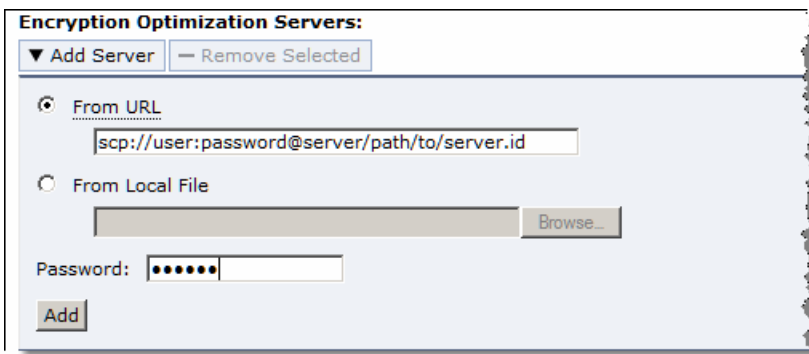 Encryption Optimization Servers:
▼ Add Server — Remove Selected
From URL
scp://user:password@server/path/to/server.id
From Local File
Browse...
Password: ••••••
Add